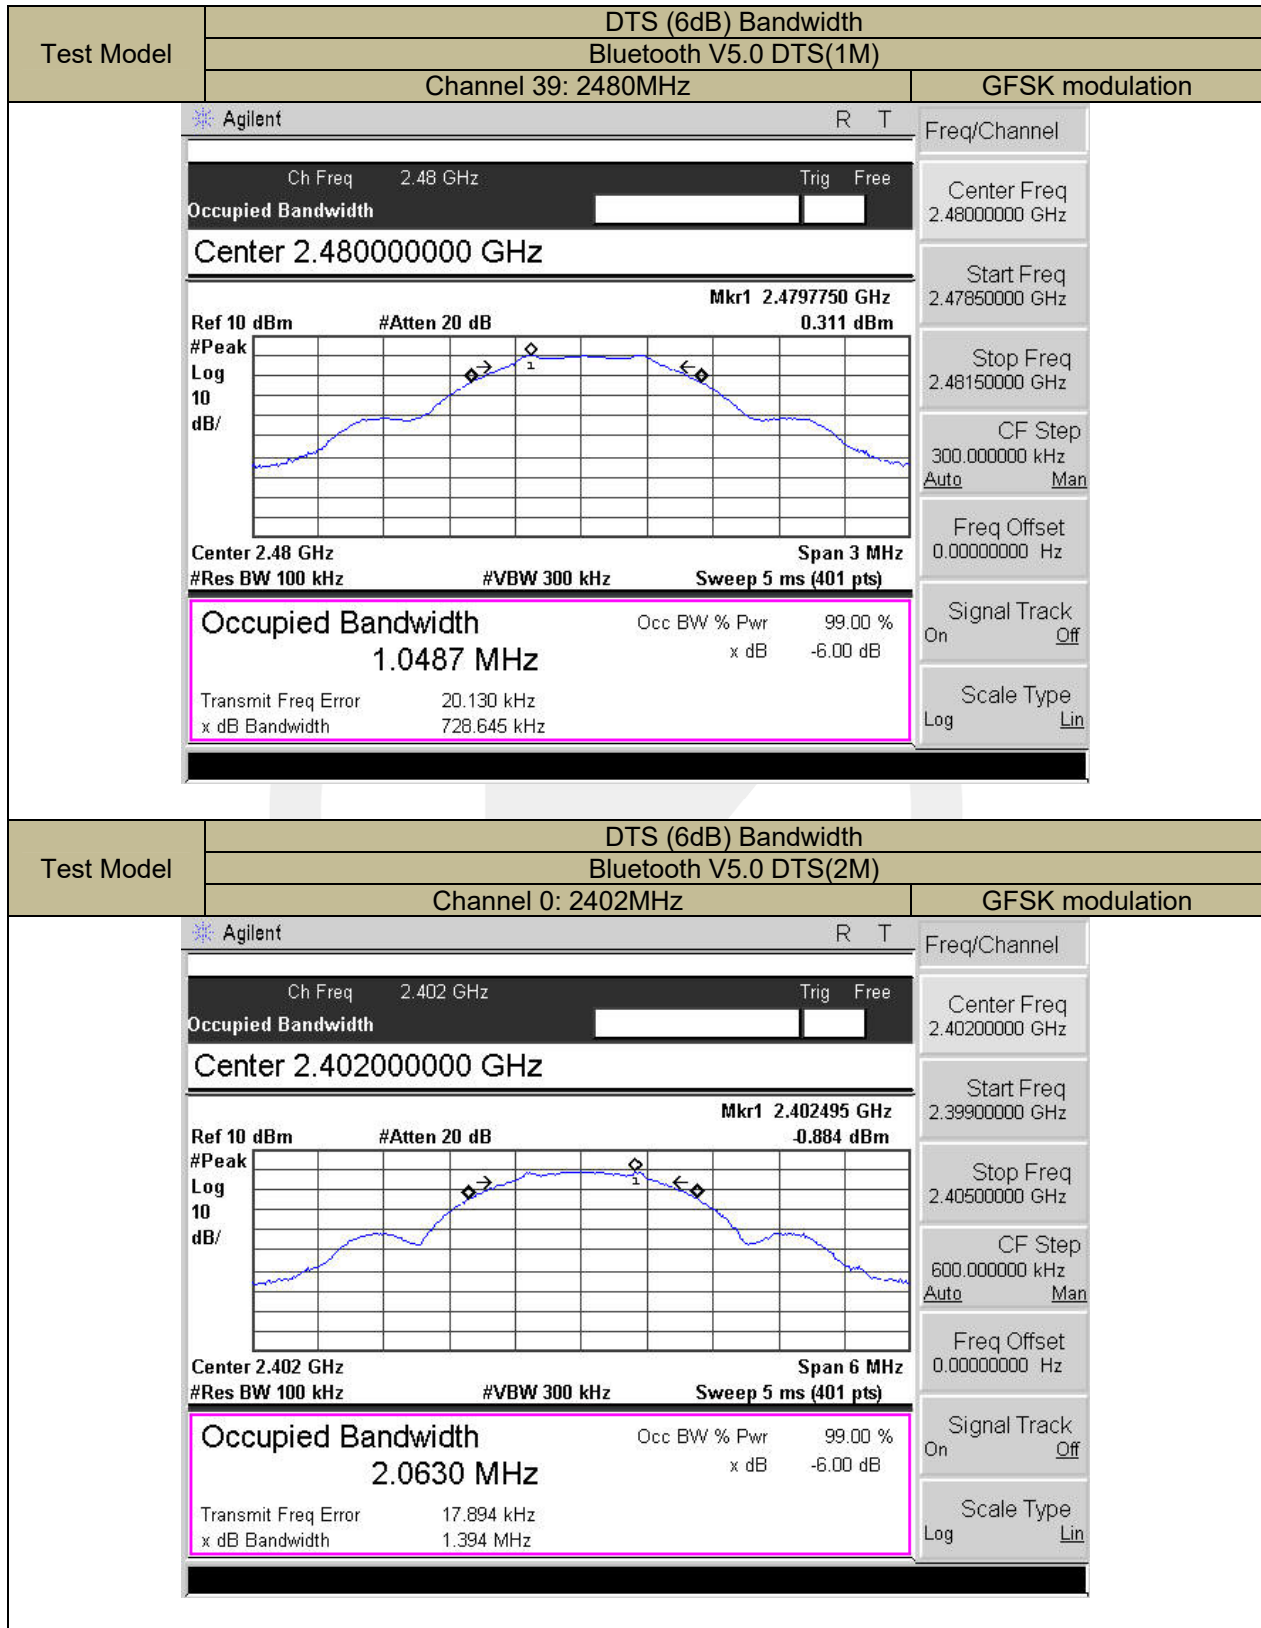 Test Model
DTS (6dB) Bandwidth
Bluetooth V5.0 DTS(1M)
Channel 39: 2480MHz
GFSK modulation
Agilent
R T
Freq/Channel
Ch Freq 2.48 GHz
Trig Free
Occupied Bandwidth
Center 2.480000000 GHz
Center Freq
2.48000000 GHz
Start Freq
2.47850000 GHz
Stop Freq
2.48150000 GHz
CF Step
300.000000 kHz
Auto Man
Freq Offset
0.00000000 Hz
Signal Track
On Off
Scale Type
Log Lin
Mkr1 2.4797750 GHz
Ref 10 dBm #Atten 20 dB 0.311 dBm
#Peak
Log
10
dB/
1
Center 2.48 GHz Span 3 MHz
#Res BW 100 kHz #VBW 300 kHz Sweep 5 ms (401 pts)
Occupied Bandwidth
1.0487 MHz
Occ BW % Pwr 99.00 %
x dB -6.00 dB
Transmit Freq Error 20.130 kHz
x dB Bandwidth 728.645 kHz
Test Model
DTS (6dB) Bandwidth
Bluetooth V5.0 DTS(2M)
Channel 0: 2402MHz
GFSK modulation
Agilent
R T
Freq/Channel
Ch Freq 2.402 GHz
Trig Free
Occupied Bandwidth
Center 2.402000000 GHz
Center Freq
2.40200000 GHz
Start Freq
2.39900000 GHz
Stop Freq
2.40500000 GHz
CF Step
600.000000 kHz
Auto Man
Freq Offset
0.00000000 Hz
Signal Track
On Off
Scale Type
Log Lin
Mkr1 2.402495 GHz
Ref 10 dBm #Atten 20 dB -0.884 dBm
#Peak
Log
10
dB/
1
Center 2.402 GHz Span 6 MHz
#Res BW 100 kHz #VBW 300 kHz Sweep 5 ms (401 pts)
Occupied Bandwidth
2.0630 MHz
Occ BW % Pwr 99.00 %
x dB -6.00 dB
Transmit Freq Error 17.894 kHz
x dB Bandwidth 1.394 MHz